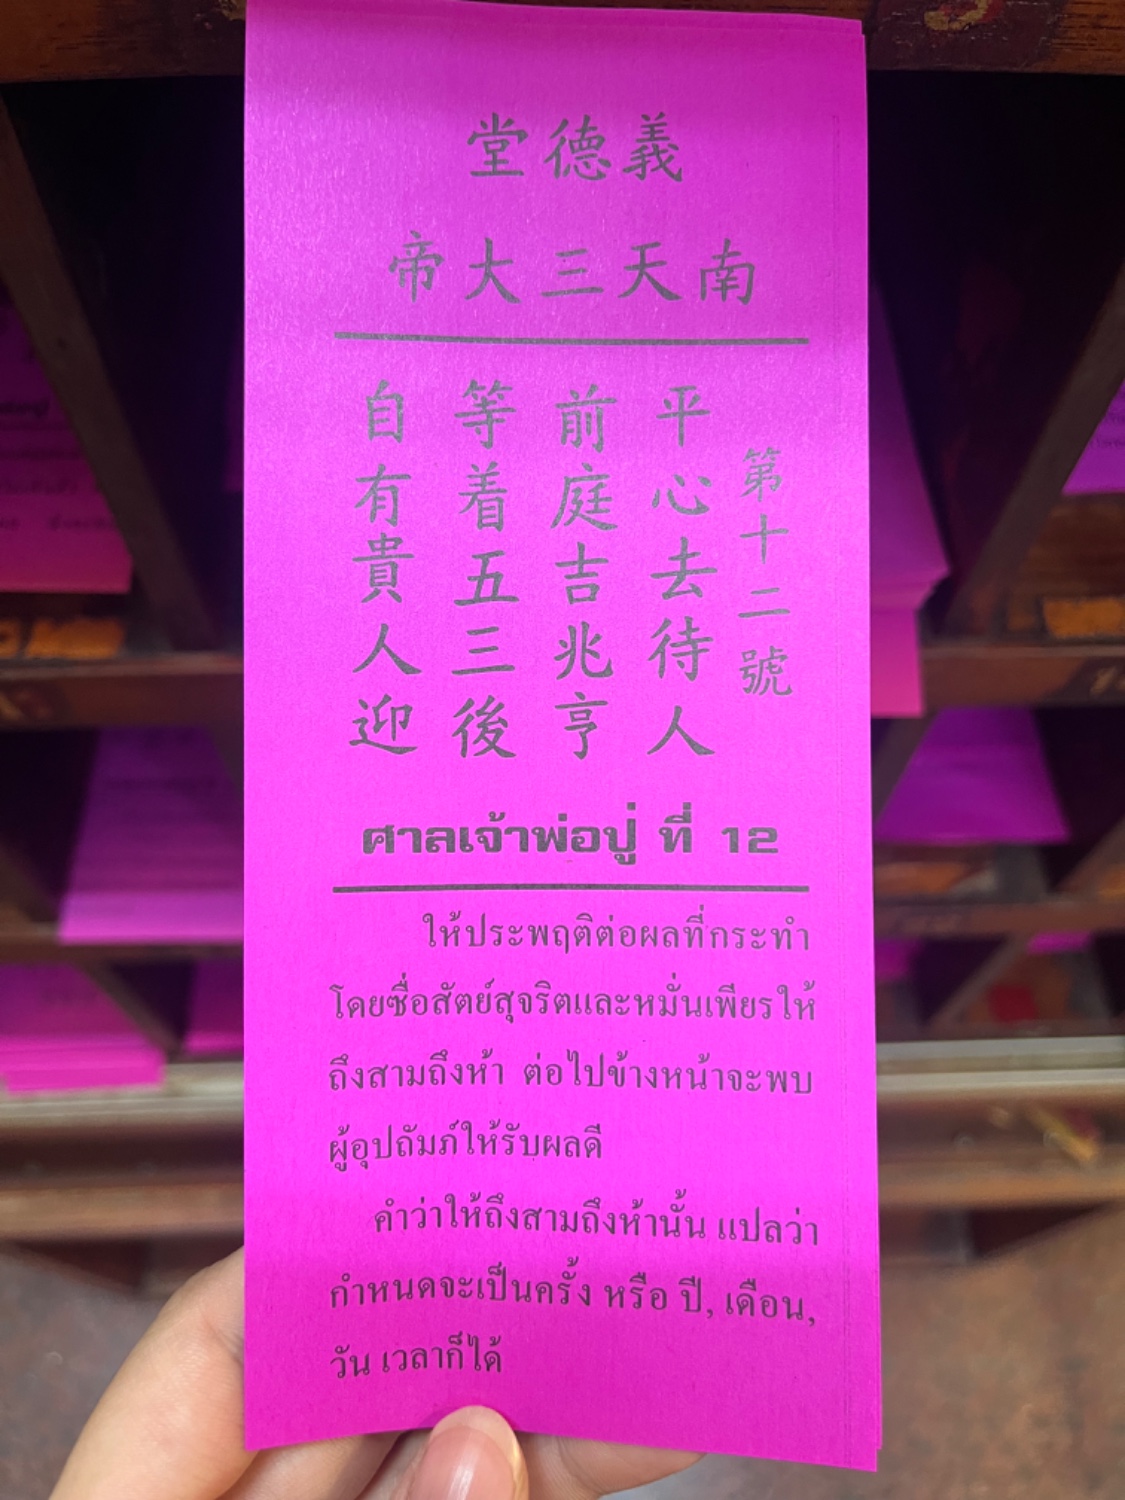 義德堂
南天三大帝
第十二號
平心去待人
前庭吉兆亨
等着五三後
自有貴人迎
ศาลเจ้าพ่อปู่ ที่ 12
ให้ประพฤติต่อผลที่กระทำ
โดยซื่อสัตย์สุจริตและหมั่นเพียรให้
ถึงสามถึงห้า ต่อไปข้างหน้าจะพบ
ผู้อุปถัมภ์ให้รับผลดี
คำว่าให้ถึงสามถึงห้านั้น แปลว่า
กำหนดจะเป็นครั้ง หรือ ปี, เดือน,
วัน เวลาก็ได้